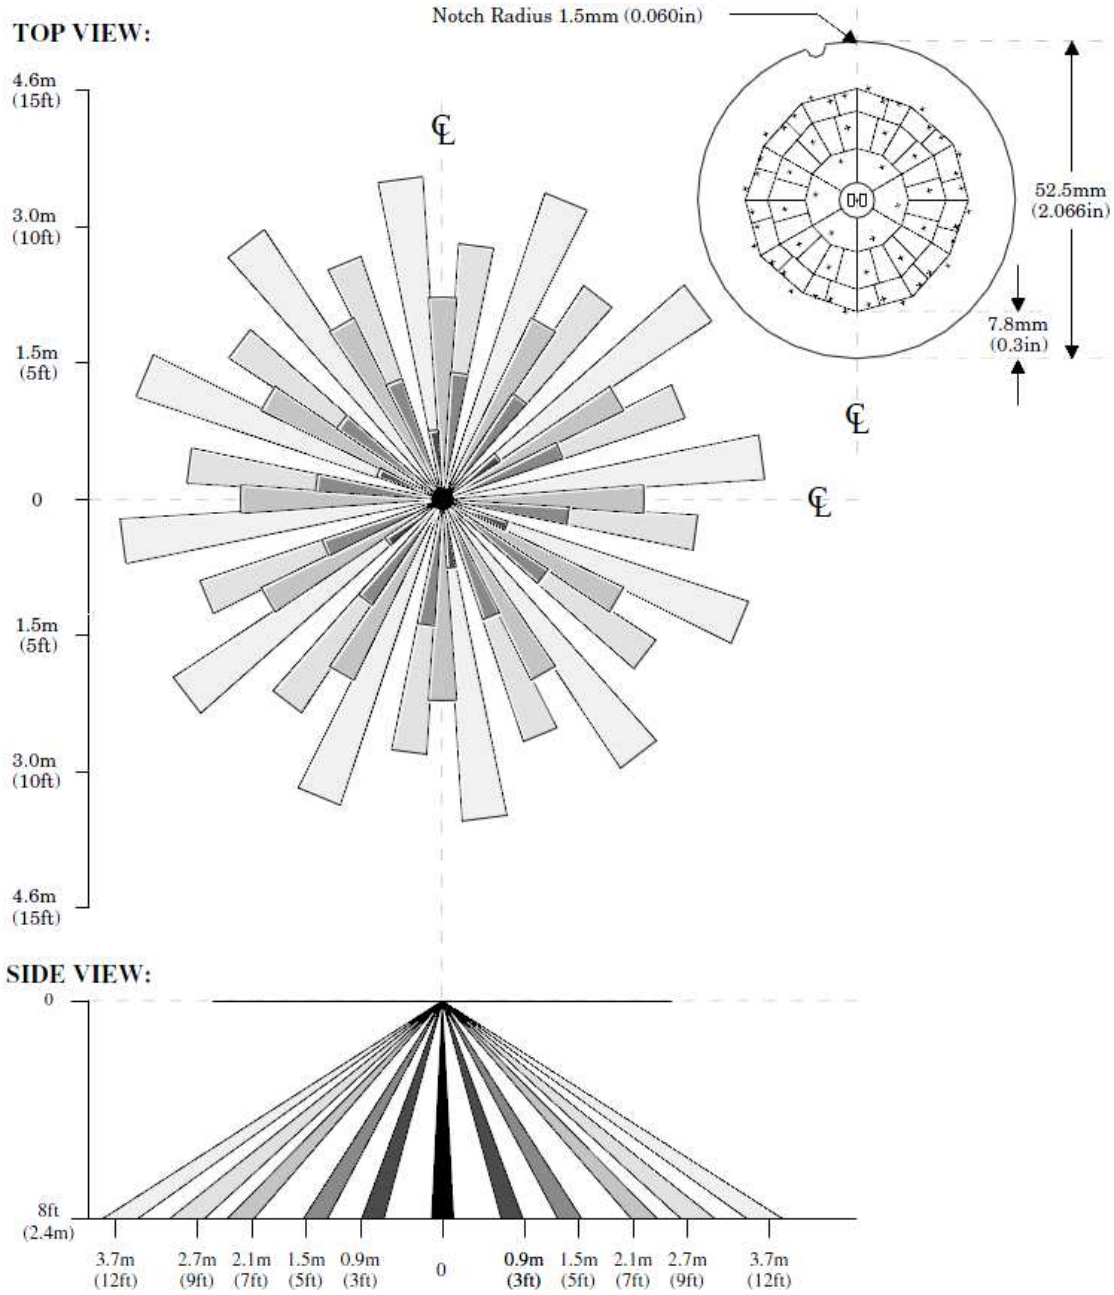 Notch Radius 1.5mm (0.060in)
TOP VIEW:
4.6m
(15ft)
℄
3.0m
(10ft)
52.5mm
(2.066in)
7.8mm
(0.3in)
1.5m
(5ft)
℄
0
℄
1.5m
(5ft)
3.0m
(10ft)
4.6m
(15ft)
SIDE VIEW:
0
8ft
(2.4m)
3.7m 2.7m 2.1m 1.5m 0.9m 0 0.9m 1.5m 2.1m 2.7m 3.7m
(12ft) (9ft) (7ft) (5ft) (3ft) (3ft) (5ft) (7ft) (9ft) (12ft)